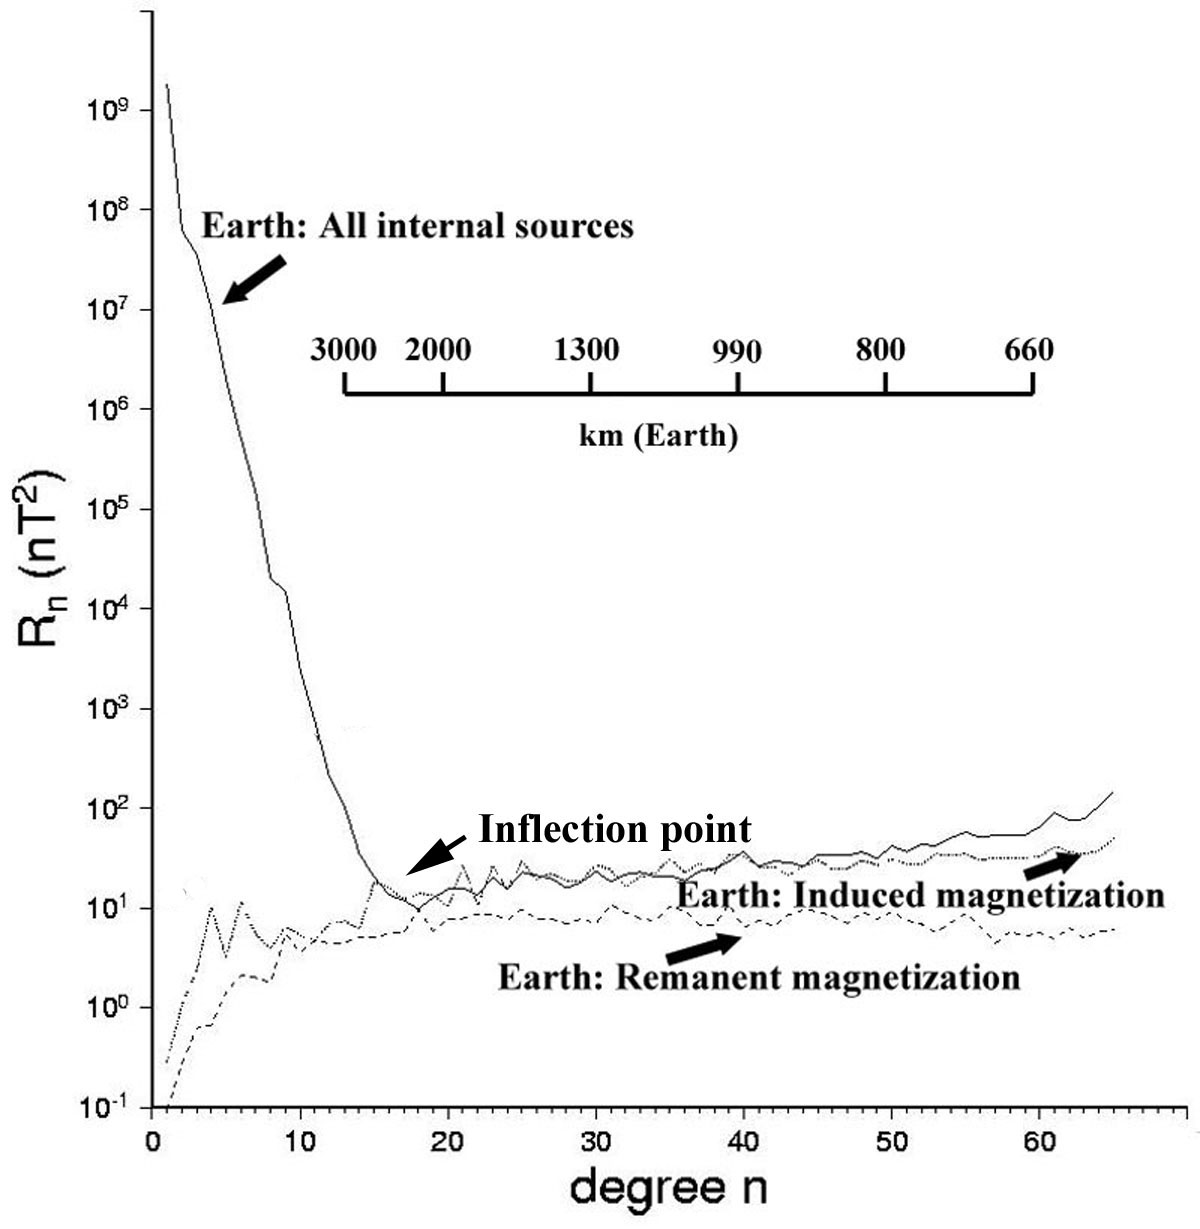 10⁹
10⁸
Earth: All internal sources
10⁷
3000 2000 1300 990 800 660
10⁶
km (Earth)
10⁵
Rₙ (nT²)
10⁴
10³
10²
Inflection point
10¹
Earth: Induced magnetization
Earth: Remanent magnetization
10⁰
10⁻¹
0 10 20 30 40 50 60
degree n